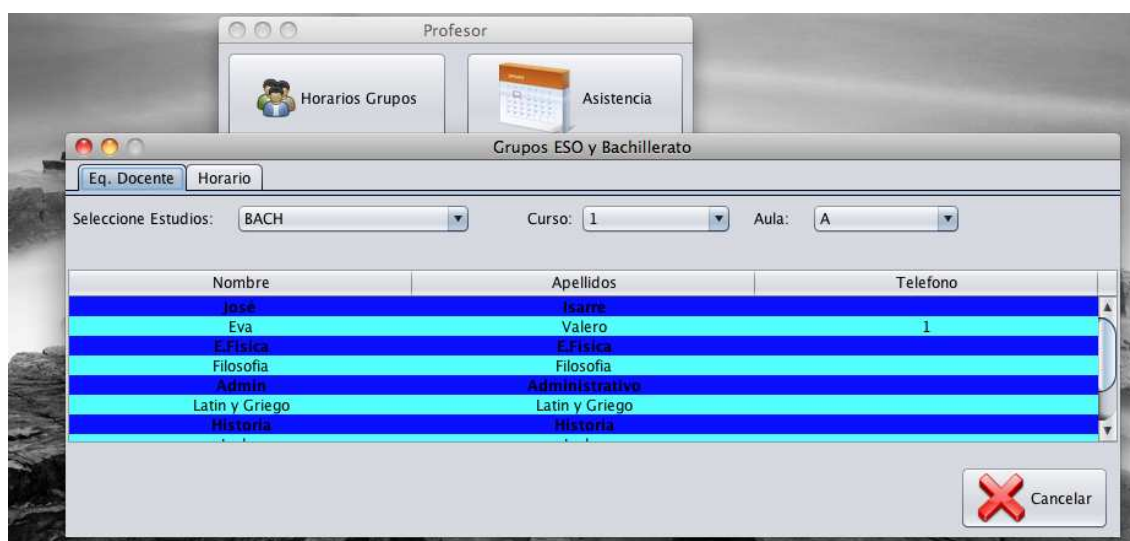 Profesor
Horarios Grupos
Asistencia
Grupos ESO y Bachillerato
Eq. Docente Horario
Seleccione Estudios: BACH Curso: 1 Aula: A
Nombre Apellidos Telefono
José Isarre
Eva Valero 1
E.Fisica E.Fisica
Filosofia Filosofia
Admin Administrativo
Latin y Griego Latin y Griego
Historia Historia
Cancelar